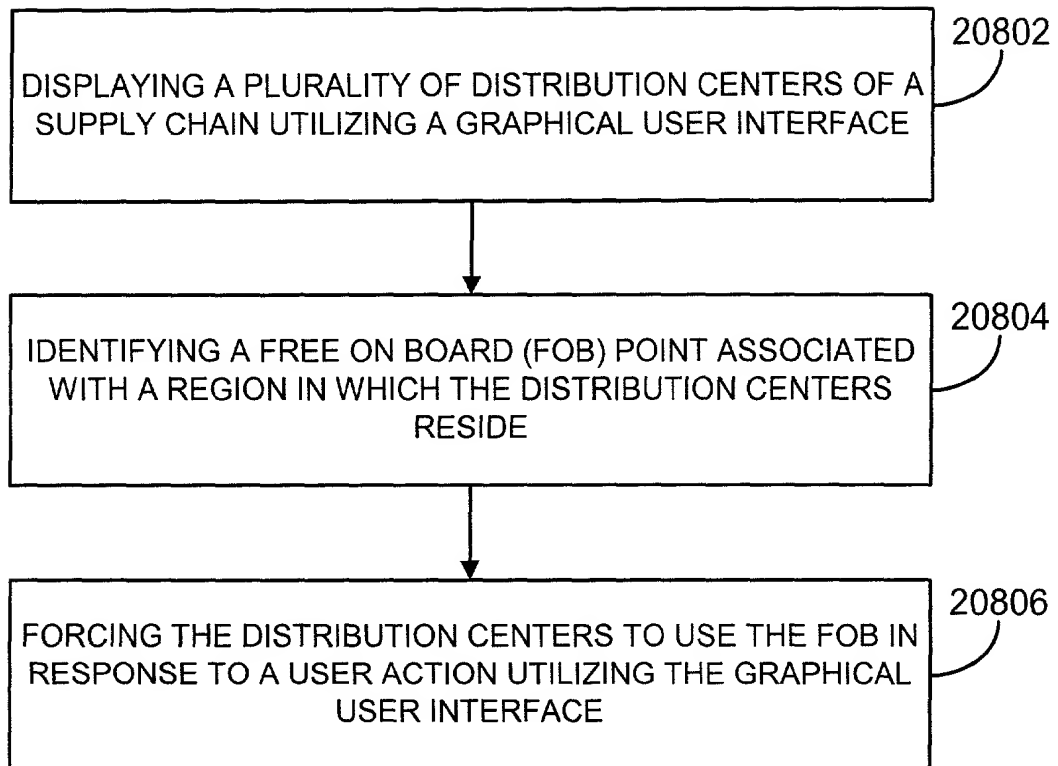 20802
DISPLAYING A PLURALITY OF DISTRIBUTION CENTERS OF A
SUPPLY CHAIN UTILIZING A GRAPHICAL USER INTERFACE
20804
IDENTIFYING A FREE ON BOARD (FOB) POINT ASSOCIATED
WITH A REGION IN WHICH THE DISTRIBUTION CENTERS
RESIDE
20806
FORCING THE DISTRIBUTION CENTERS TO USE THE FOB IN
RESPONSE TO A USER ACTION UTILIZING THE GRAPHICAL
USER INTERFACE